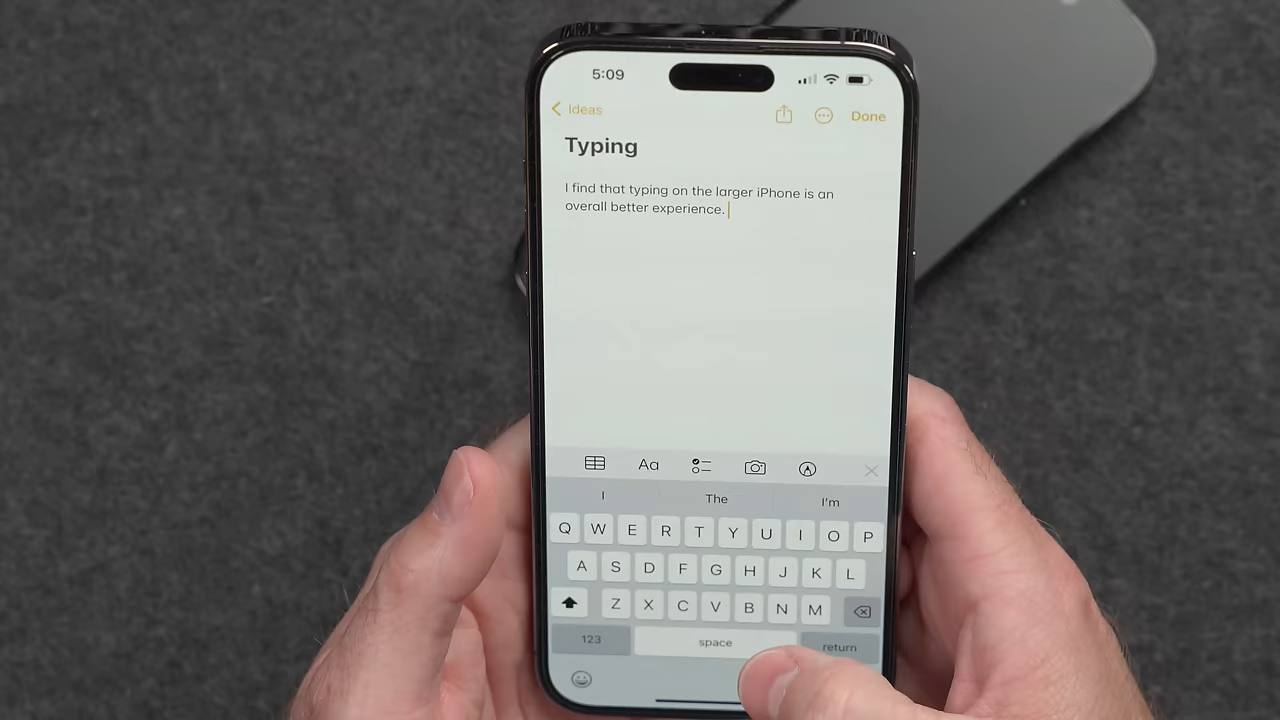 5:09
Ideas
Done
Typing
I find that typing on the larger iPhone is an
overall better experience.
Aa
I The I'm
Q W E R T Y U I O P
A S D F G H J K L
Z X C V B N M
123 space return